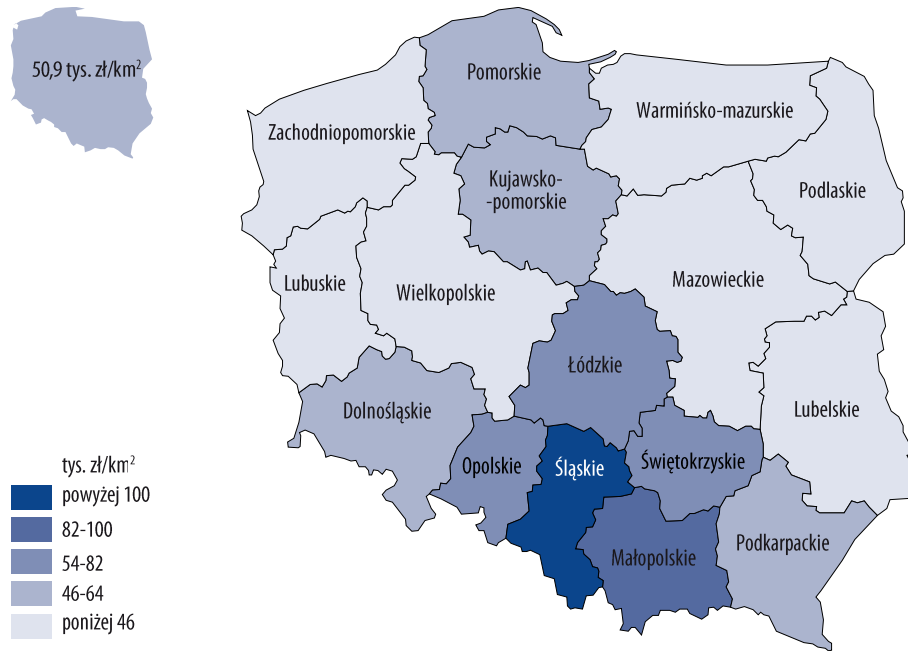 50,9 tys. zł/km²
Pomorskie
Zachodniopomorskie
Warmińsko-mazurskie
Kujawsko-
-pomorskie
Podlaskie
Lubuskie
Wielkopolskie
Mazowieckie
Łódzkie
Dolnośląskie
Lubelskie
Opolskie
Śląskie
Świętokrzyskie
Małopolskie
Podkarpackie
tys. zł/km²
powyżej 100
82-100
54-82
46-64
poniżej 46